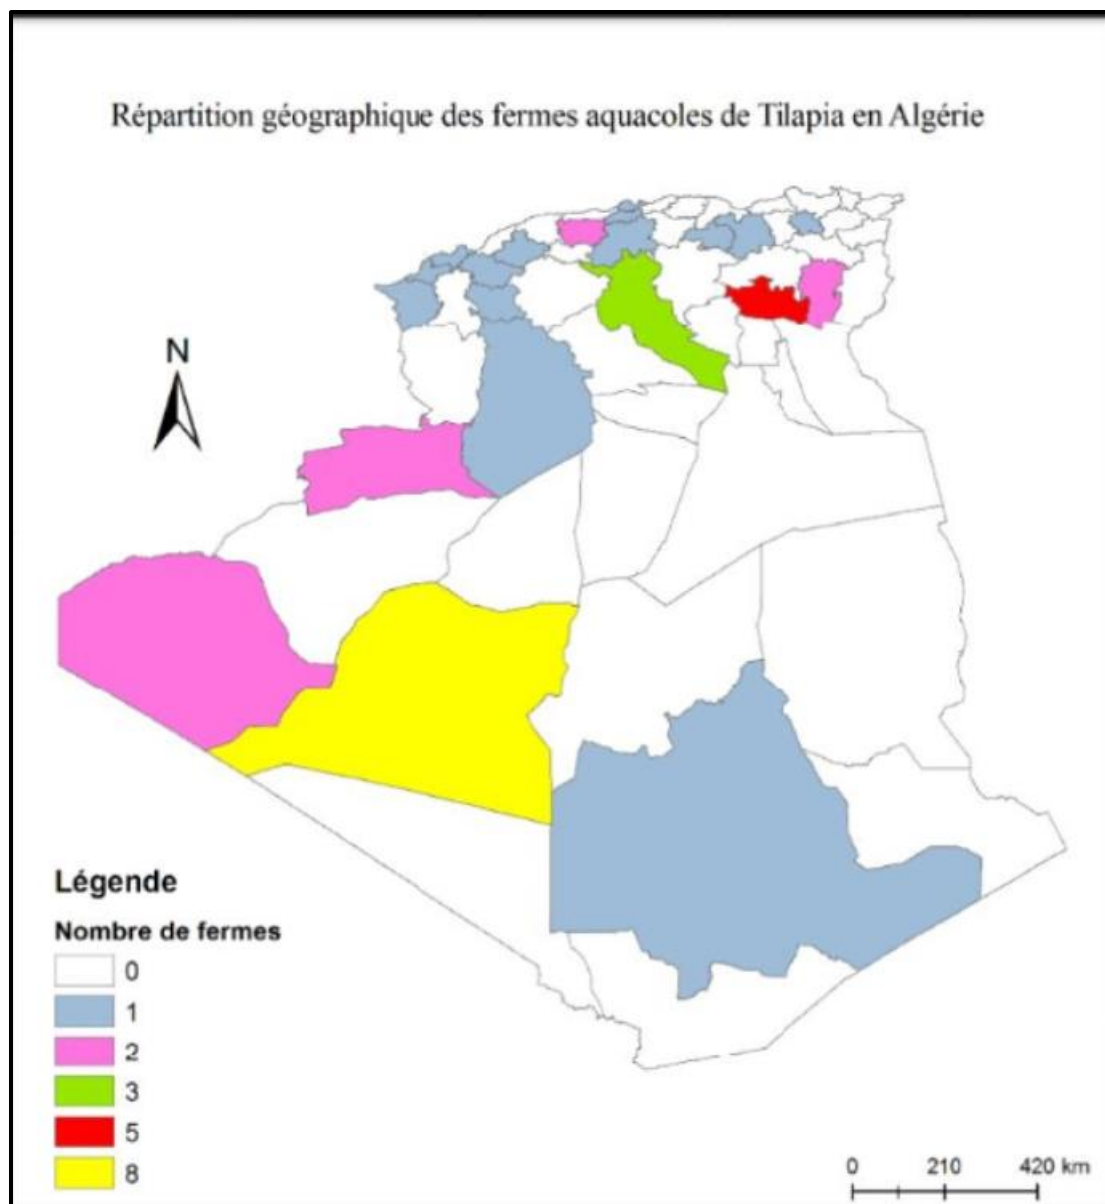 Répartition géographique des fermes aquacoles de Tilapia en Algérie
N
Légende
Nombre de fermes
0
1
2
3
5
8
0 210 420 km